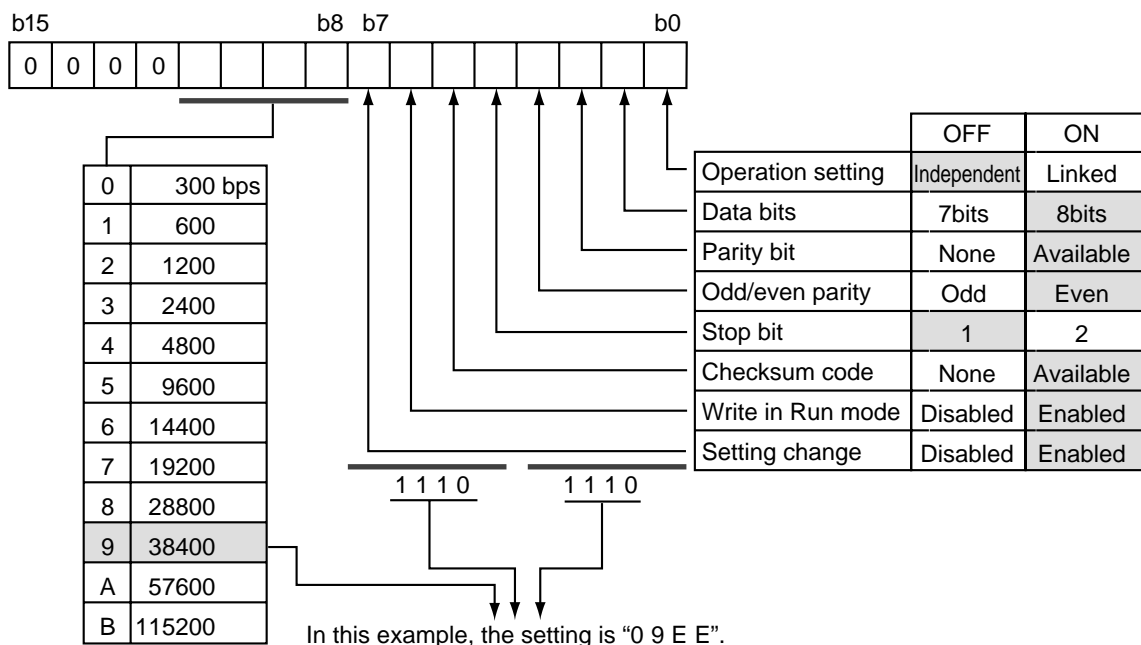 b15 b8 b7 b0
0 0 0 0
OFF ON
Operation setting Independent Linked
Data bits 7bits 8bits
Parity bit None Available
Odd/even parity Odd Even
Stop bit 1 2
Checksum code None Available
Write in Run mode Disabled Enabled
Setting change Disabled Enabled
0 300 bps
1 600
2 1200
3 2400
4 4800
5 9600
6 14400
7 19200
8 28800
9 38400
A 57600
B 115200
1 1 1 0 1 1 1 0
In this example, the setting is “0 9 E E”.